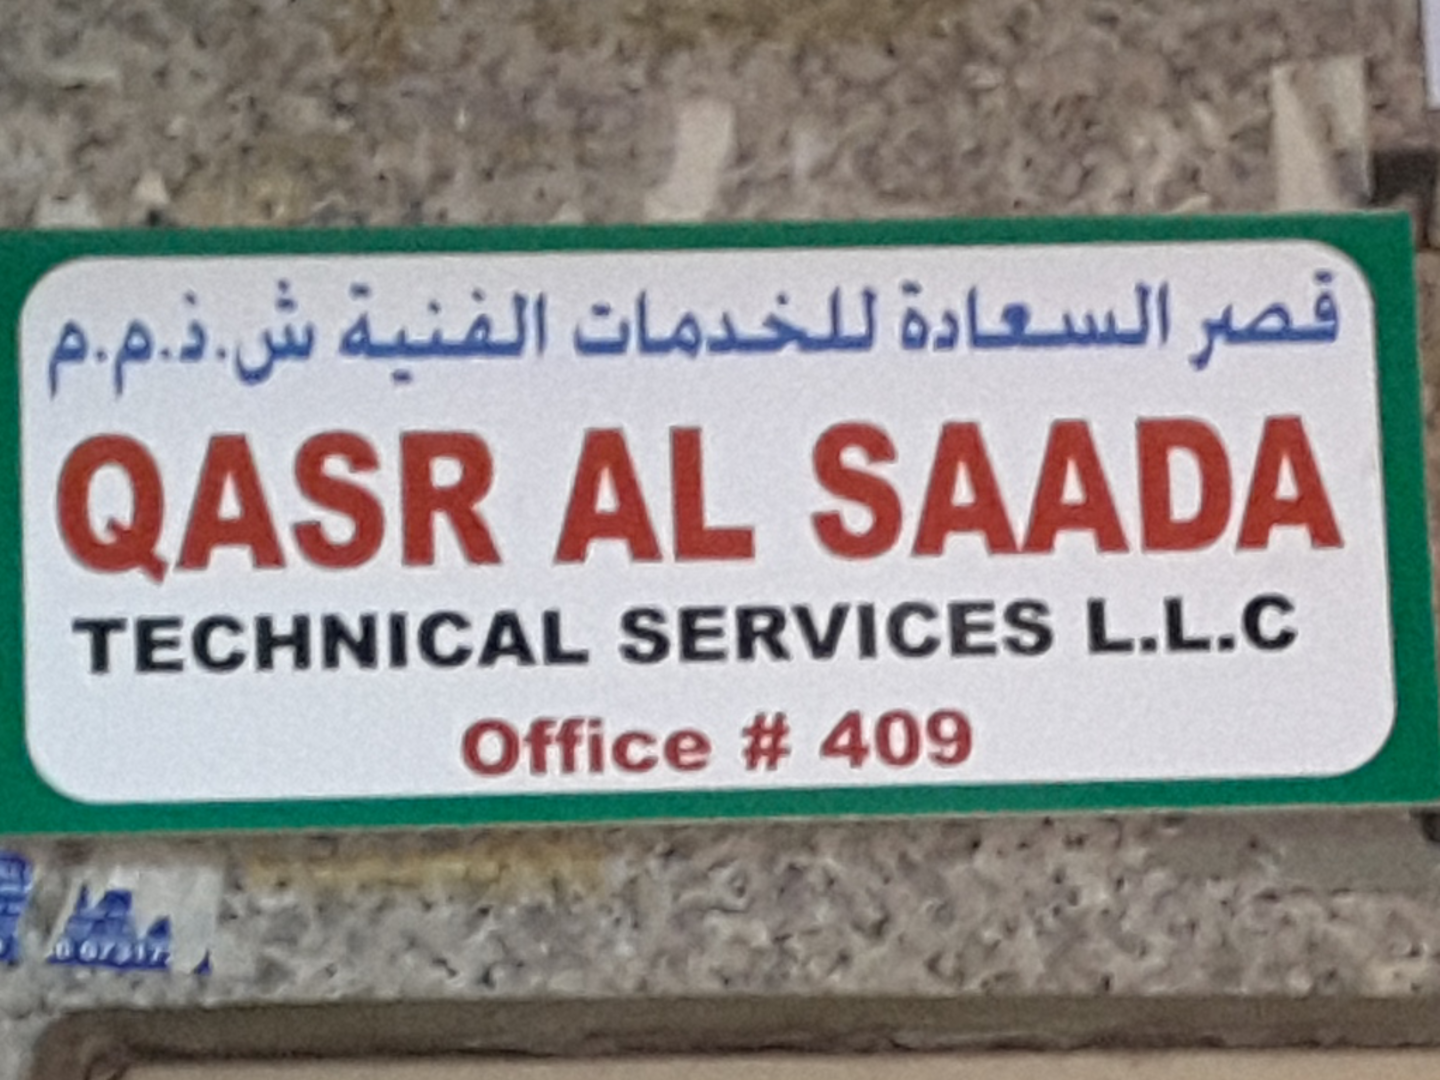 قصر السعادة للخدمات الفنية ش.ذ.م.م
QASR AL SAADA
TECHNICAL SERVICES L.L.C
Office # 409